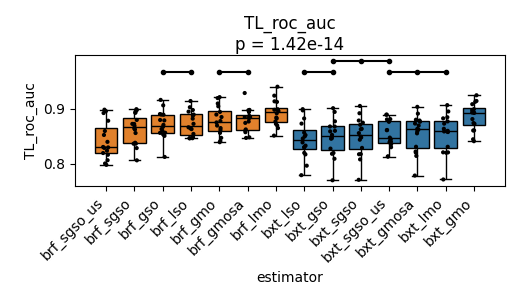 TL_roc_auc
p = 1.42e-14
TL_roc_auc
0.9
0.8
brf_sgso_us
brf_sgso
brf_gso
brf_lso
brf_gmo
brf_gmosa
brf_lmo
bxt_lso
bxt_gso
bxt_sgso
bxt_sgso_us
bxt_gmosa
bxt_lmo
bxt_gmo
estimator